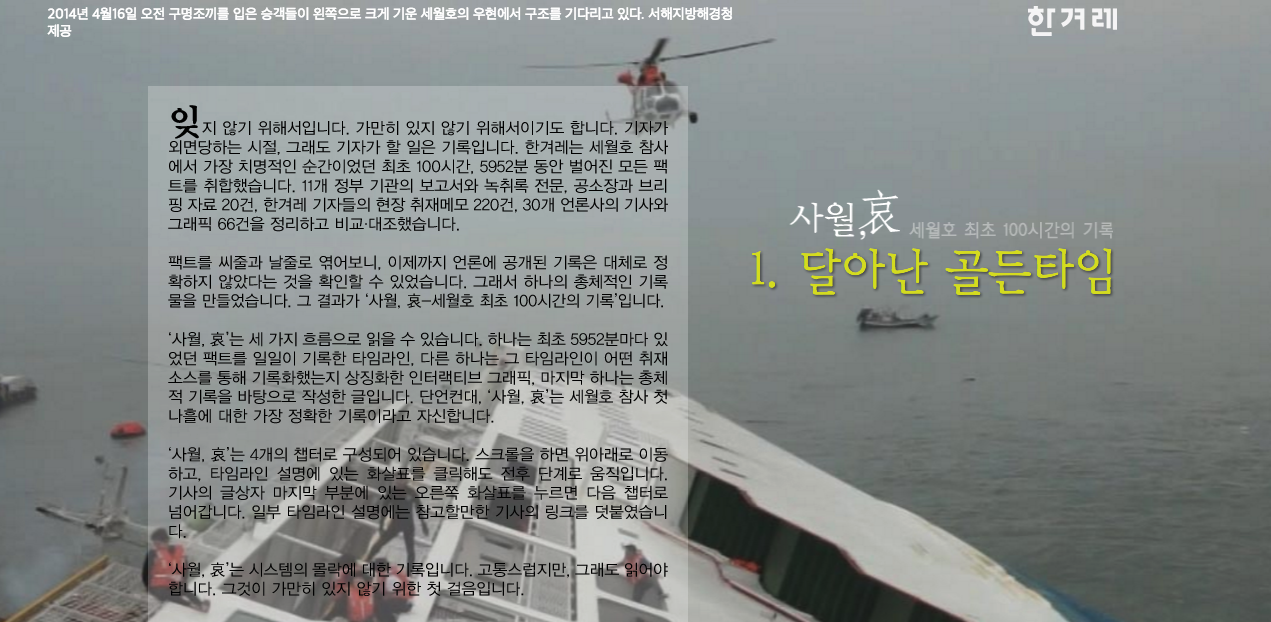 2014년 4월16일 오전 구명조끼를 입은 승객들이 왼쪽으로 크게 기운 세월호의 우현에서 구조를 기다리고 있다. 서해지방해경청
제공
한겨레
잊지 않기 위해서입니다. 가만히 있지 않기 위해서이기도 합니다. 기자가
외면당하는 시절, 그래도 기자가 할 일은 기록입니다. 한겨레는 세월호 참사
에서 가장 치명적인 순간이었던 최초 100시간, 5952분 동안 벌어진 모든 팩
트를 취합했습니다. 11개 정부 기관의 보고서와 녹취록 전문, 공소장과 브리
핑 자료 20건, 한겨레 기자들의 현장 취재메모 220건, 30개 언론사의 기사와
그래픽 66건을 정리하고 비교·대조했습니다.
팩트를 씨줄과 날줄로 엮어보니, 이제까지 언론에 공개된 기록은 대체로 정
확하지 않았다는 것을 확인할 수 있었습니다. 그래서 하나의 총체적인 기록
물을 만들었습니다. 그 결과가 ‘사월, 哀-세월호 최초 100시간의 기록’입니다.
‘사월, 哀’는 세 가지 흐름으로 읽을 수 있습니다. 하나는 최초 5952분마다 있
었던 팩트를 일일이 기록한 타임라인, 다른 하나는 그 타임라인이 어떤 취재
소스를 통해 기록화했는지 상징화한 인터랙티브 그래픽, 마지막 하나는 총체
적 기록을 바탕으로 작성한 글입니다. 단언컨대, ‘사월, 哀’는 세월호 참사 첫
나흘에 대한 가장 정확한 기록이라고 자신합니다.
‘사월, 哀’는 4개의 챕터로 구성되어 있습니다. 스크롤을 하면 위아래로 이동
하고, 타임라인 설명에 있는 화살표를 클릭해도 전후 단계로 움직입니다.
기사의 글상자 마지막 부분에 있는 오른쪽 화살표를 누르면 다음 챕터로
넘어갑니다. 일부 타임라인 설명에는 참고할만한 기사의 링크를 덧붙였습니
다.
‘사월, 哀’는 시스템의 몰락에 대한 기록입니다. 고통스럽지만, 그래도 읽어야
합니다. 그것이 가만히 있지 않기 위한 첫 걸음입니다.
사월,哀 세월호 최초 100시간의 기록
1. 달아난 골든타임